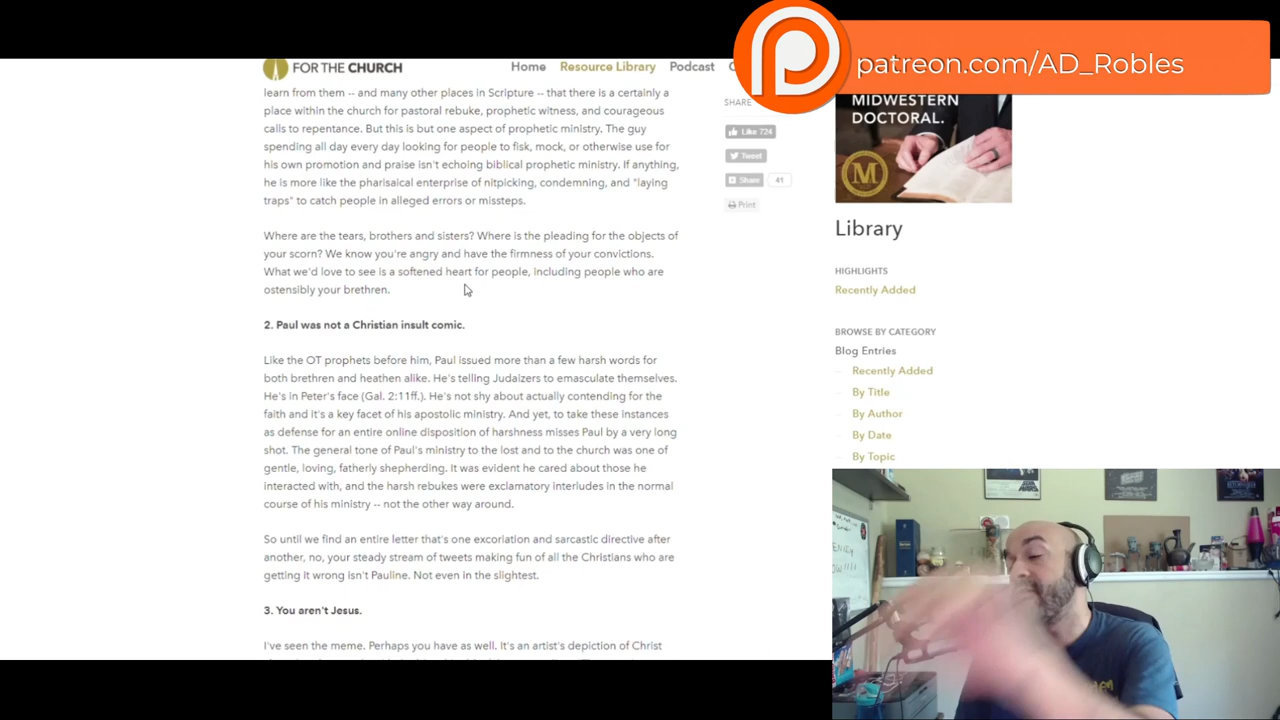 patreon.com/AD_Robles
FOR THE CHURCH
Home Resource Library Podcast
learn from them -- and many other places in Scripture -- that there is a certainly a
place within the church for pastoral rebuke, prophetic witness, and courageous
calls to repentance. But this is but one aspect of prophetic ministry. The guy
spending all day every day looking for people to fisk, mock, or otherwise use for
his own promotion and praise isn't echoing biblical prophetic ministry. If anything,
he is more like the pharisaical enterprise of nitpicking, condemning, and "laying
traps" to catch people in alleged errors or missteps.
Where are the tears, brothers and sisters? Where is the pleading for the objects of
your scorn? We know you're angry and have the firmness of your convictions.
What we'd love to see is a softened heart for people, including people who are
ostensibly your brethren.
2. Paul was not a Christian insult comic.
Like the OT prophets before him, Paul issued more than a few harsh words for
both brethren and heathen alike. He's telling Judaizers to emasculate themselves.
He's in Peter's face (Gal. 2:11ff.). He's not shy about actually contending for the
faith and it's a key facet of his apostolic ministry. And yet, to take these instances
as defense for an entire online disposition of harshness misses Paul by a very long
shot. The general tone of Paul's ministry to the lost and to the church was one of
gentle, loving, fatherly shepherding. It was evident he cared about those he
interacted with, and the harsh rebukes were exclamatory interludes in the normal
course of his ministry -- not the other way around.
So until we find an entire letter that's one excoriation and sarcastic directive after
another, no, your steady stream of tweets making fun of all the Christians who are
getting it wrong isn't Pauline. Not even in the slightest.
3. You aren't Jesus.
I've seen the meme. Perhaps you have as well. It's an artist's depiction of Christ
SHARE
Like 724
Tweet
Share 41
Print
MIDWESTERN
DOCTORAL.
M
Library
HIGHLIGHTS
Recently Added
BROWSE BY CATEGORY
Blog Entries
Recently Added
By Title
By Author
By Date
By Topic